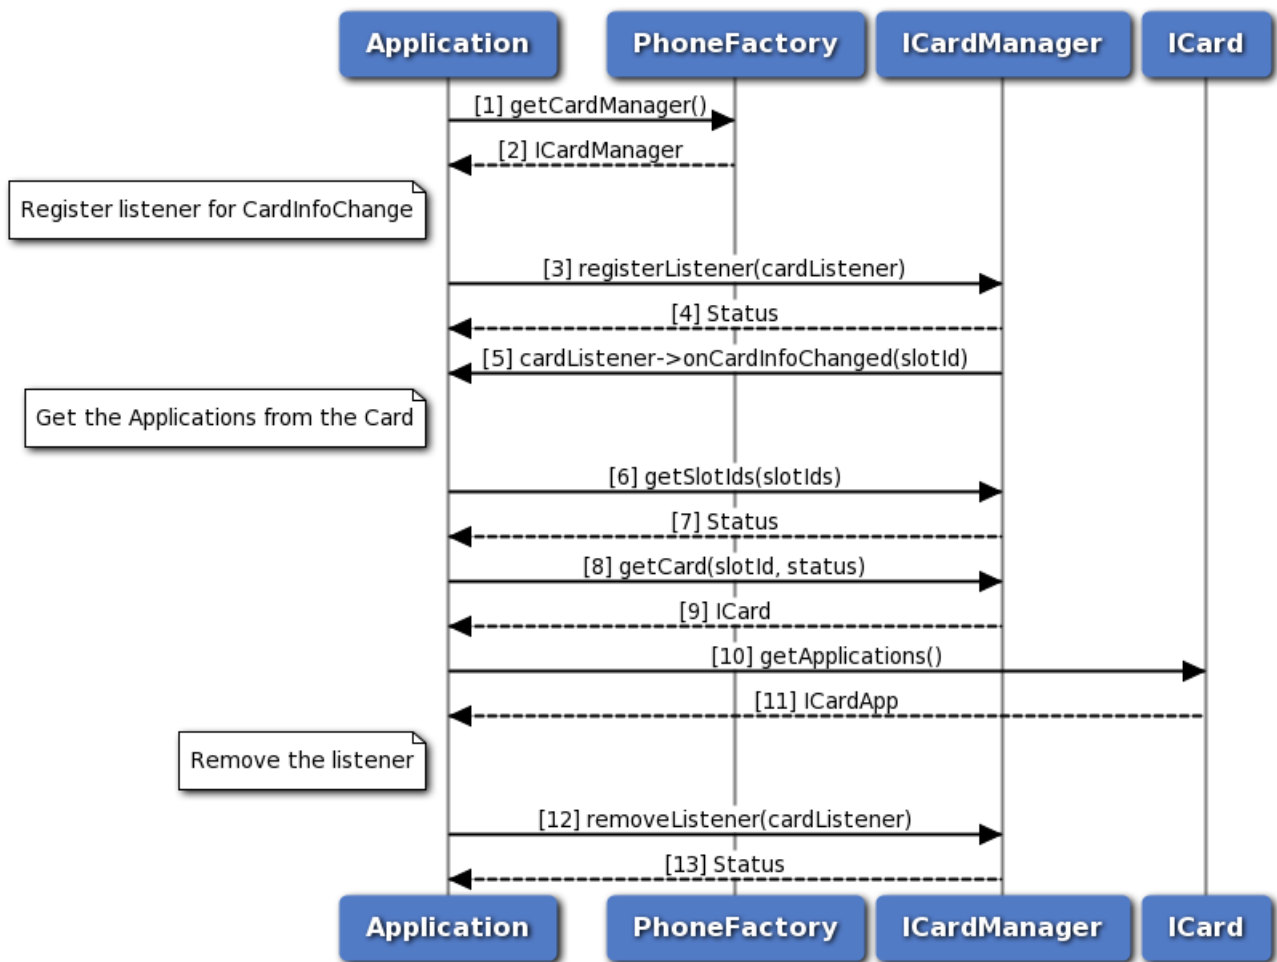 Application PhoneFactory ICardManager ICard
[1] getCardManager()
[2] ICardManager
Register listener for CardInfoChange
[3] registerListener(cardListener)
[4] Status
[5] cardListener->onCardInfoChanged(slotId)
Get the Applications from the Card
[6] getSlotIds(slotIds)
[7] Status
[8] getCard(slotId, status)
[9] ICard
[10] getApplications()
[11] ICardApp
Remove the listener
[12] removeListener(cardListener)
[13] Status
Application PhoneFactory ICardManager ICard